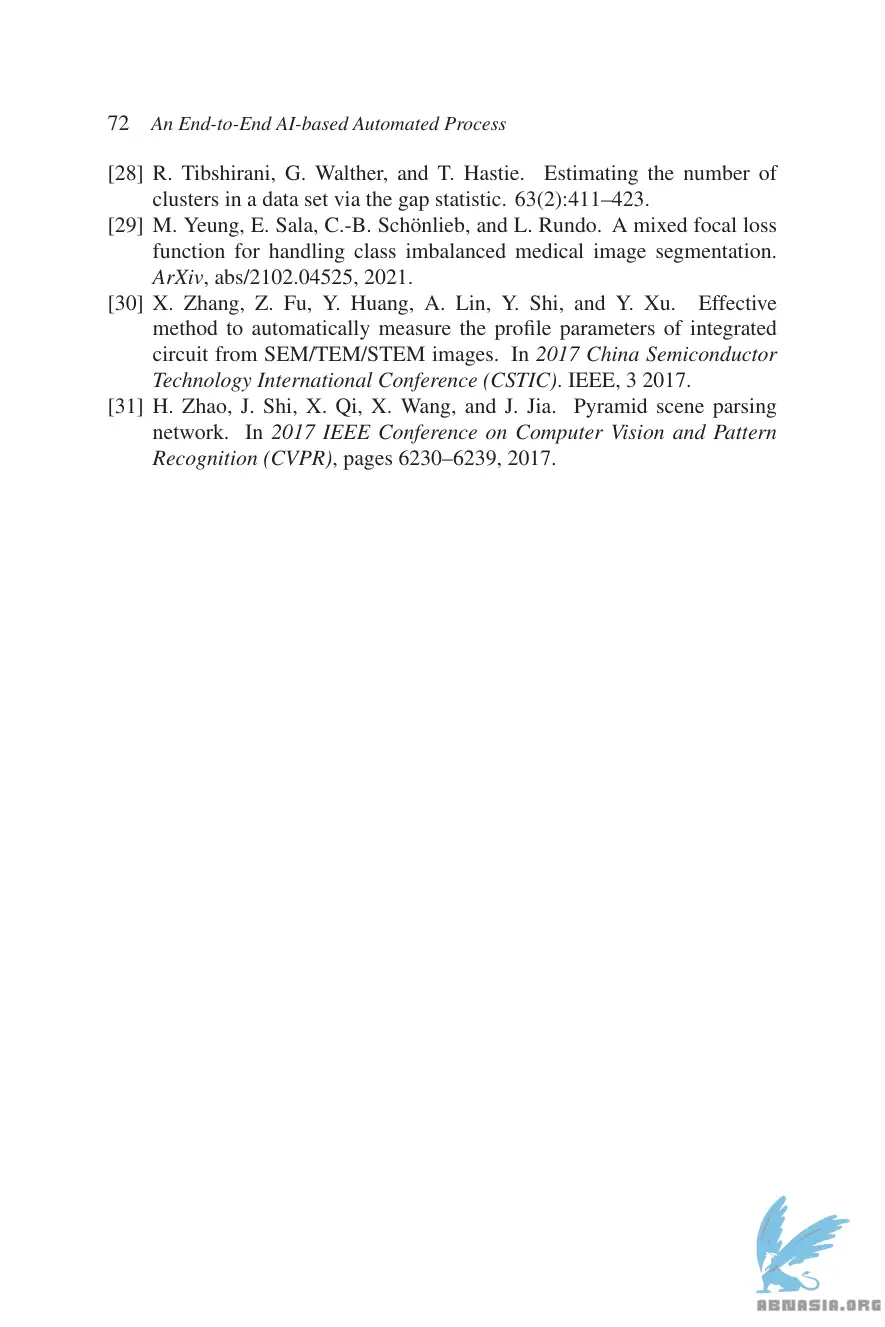 72 An End-to-End AI-based Automated Process
[28] R. Tibshirani, G. Walther, and T. Hastie. Estimating the number of
clusters in a data set via the gap statistic. 63(2):411–423.
[29] M. Yeung, E. Sala, C.-B. Schönlieb, and L. Rundo. A mixed focal loss
function for handling class imbalanced medical image segmentation.
ArXiv, abs/2102.04525, 2021.
[30] X. Zhang, Z. Fu, Y. Huang, A. Lin, Y. Shi, and Y. Xu. Effective
method to automatically measure the profile parameters of integrated
circuit from SEM/TEM/STEM images. In 2017 China Semiconductor
Technology International Conference (CSTIC). IEEE, 3 2017.
[31] H. Zhao, J. Shi, X. Qi, X. Wang, and J. Jia. Pyramid scene parsing
network. In 2017 IEEE Conference on Computer Vision and Pattern
Recognition (CVPR), pages 6230–6239, 2017.
ABNASIA.ORG